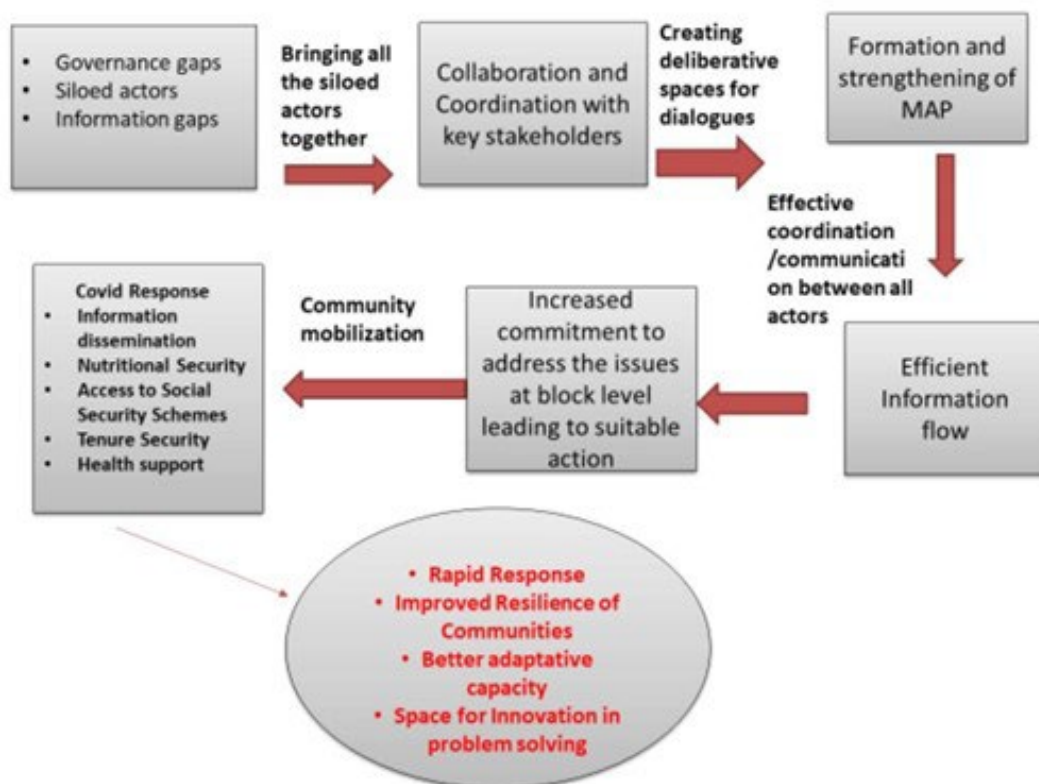 • Governance gaps
• Siloed actors
• Information gaps
Bringing all
the siloed
actors
together
Collaboration and
Coordination with
key stakeholders
Creating
deliberative
spaces for
dialogues
Formation and
strengthening of
MAP
Effective
coordination
/communicati
on between all
actors
Efficient
Information
flow
Increased
commitment to
address the issues
at block level
leading to suitable
action
Community
mobilization
Covid Response
• Information
dissemination
• Nutritional Security
• Access to Social
Security Schemes
• Tenure Security
• Health support
• Rapid Response
• Improved Resilience of
Communities
• Better adaptative
capacity
• Space for Innovation in
problem solving